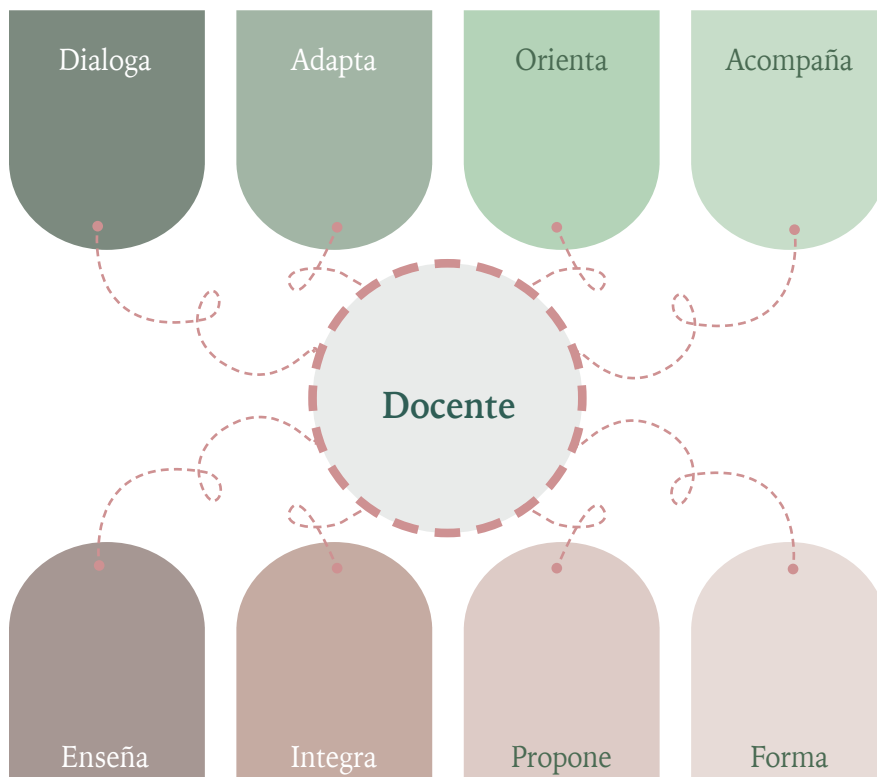 Dialoga
Adapta
Orienta
Acompaña
Docente
Enseña
Integra
Propone
Forma